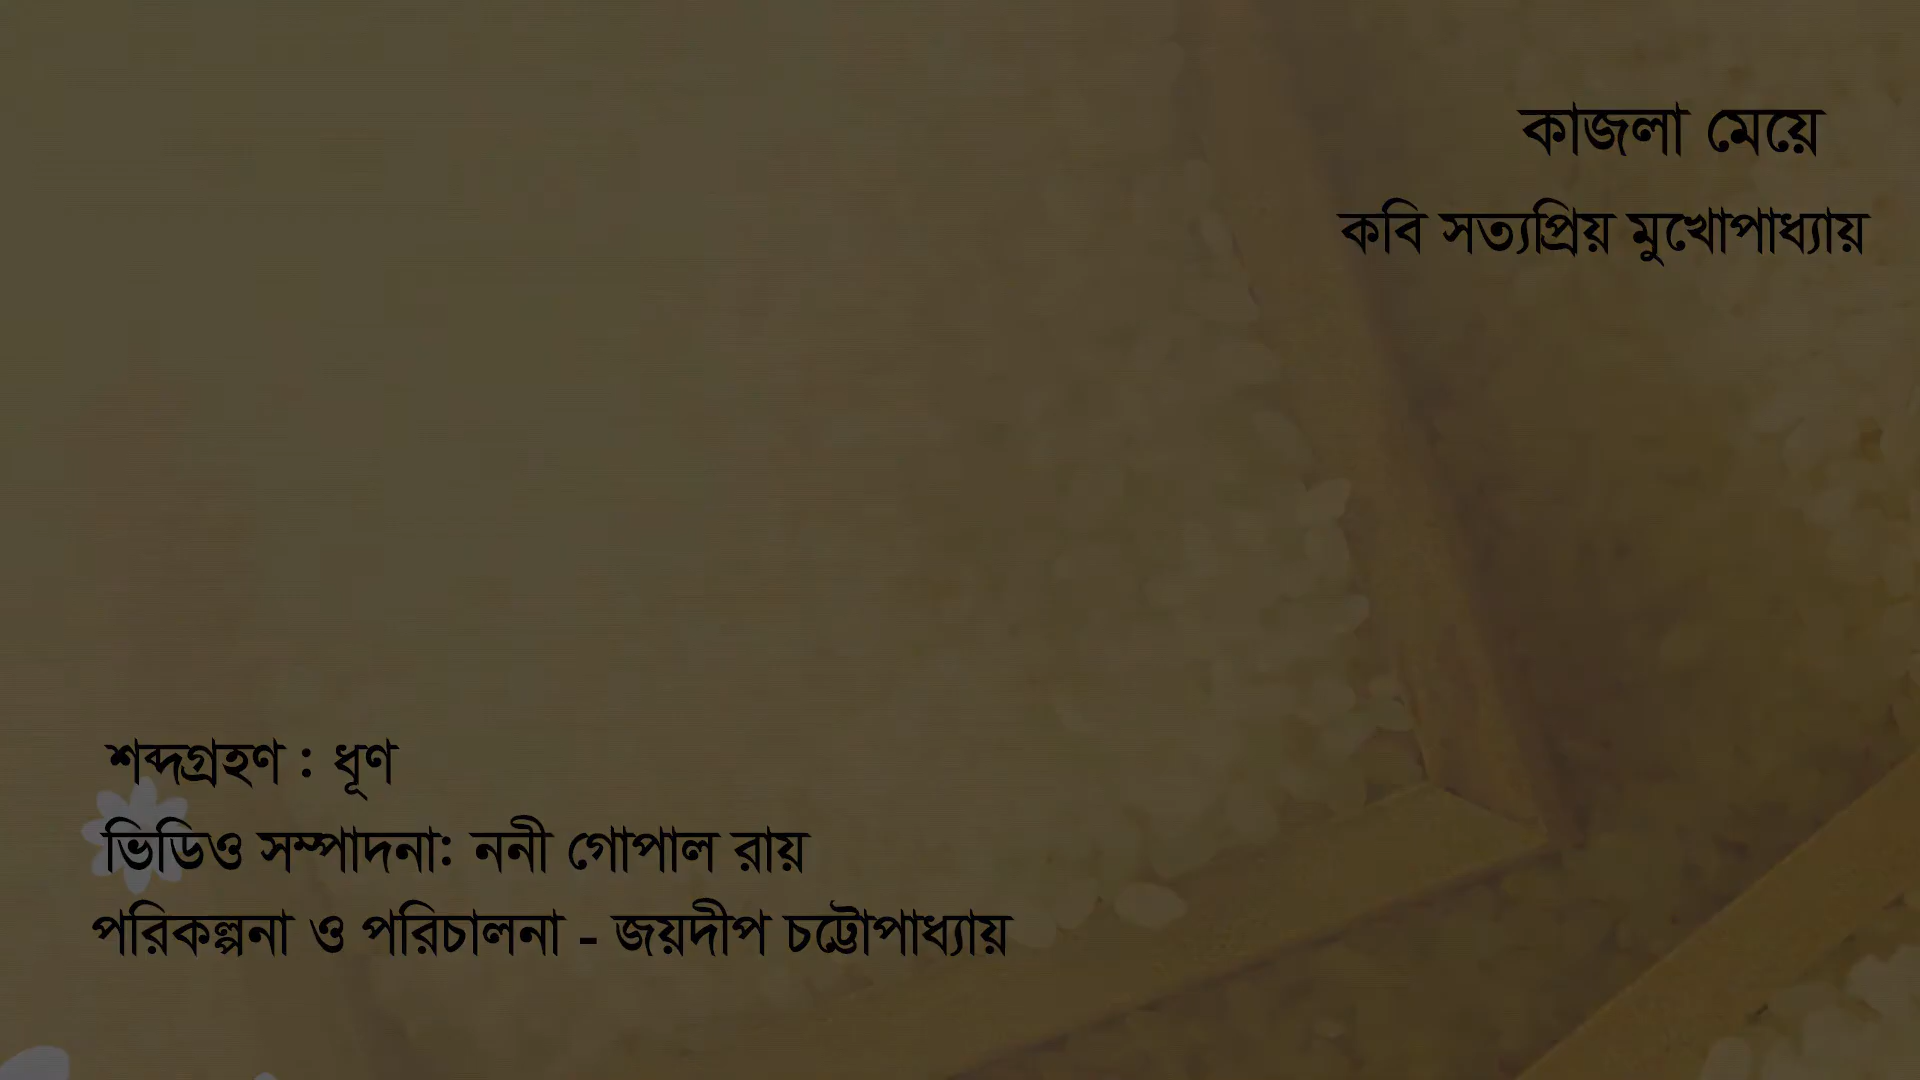 কাজলা মেয়ে
কবি সত্যপ্রিয় মুখোপাধ্যায়
শব্দগ্রহণ : ধূণ
ভিডিও সম্পাদনা: ননী গোপাল রায়
পরিকল্পনা ও পরিচালনা - জয়দীপ চট্টোপাধ্যায়